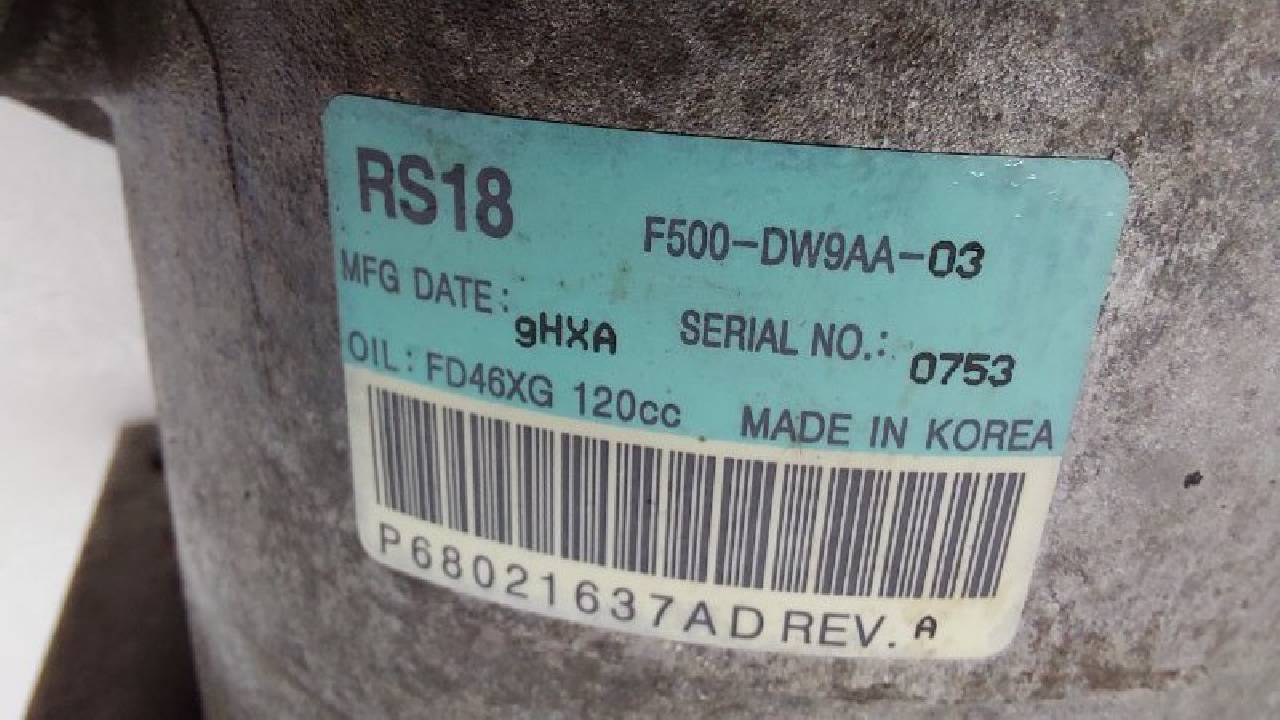 RS18
F500-DW9AA-03
MFG DATE: 9HXA SERIAL NO.: 0753
OIL: FD46XG 120cc MADE IN KOREA
P68021637AD REV. A